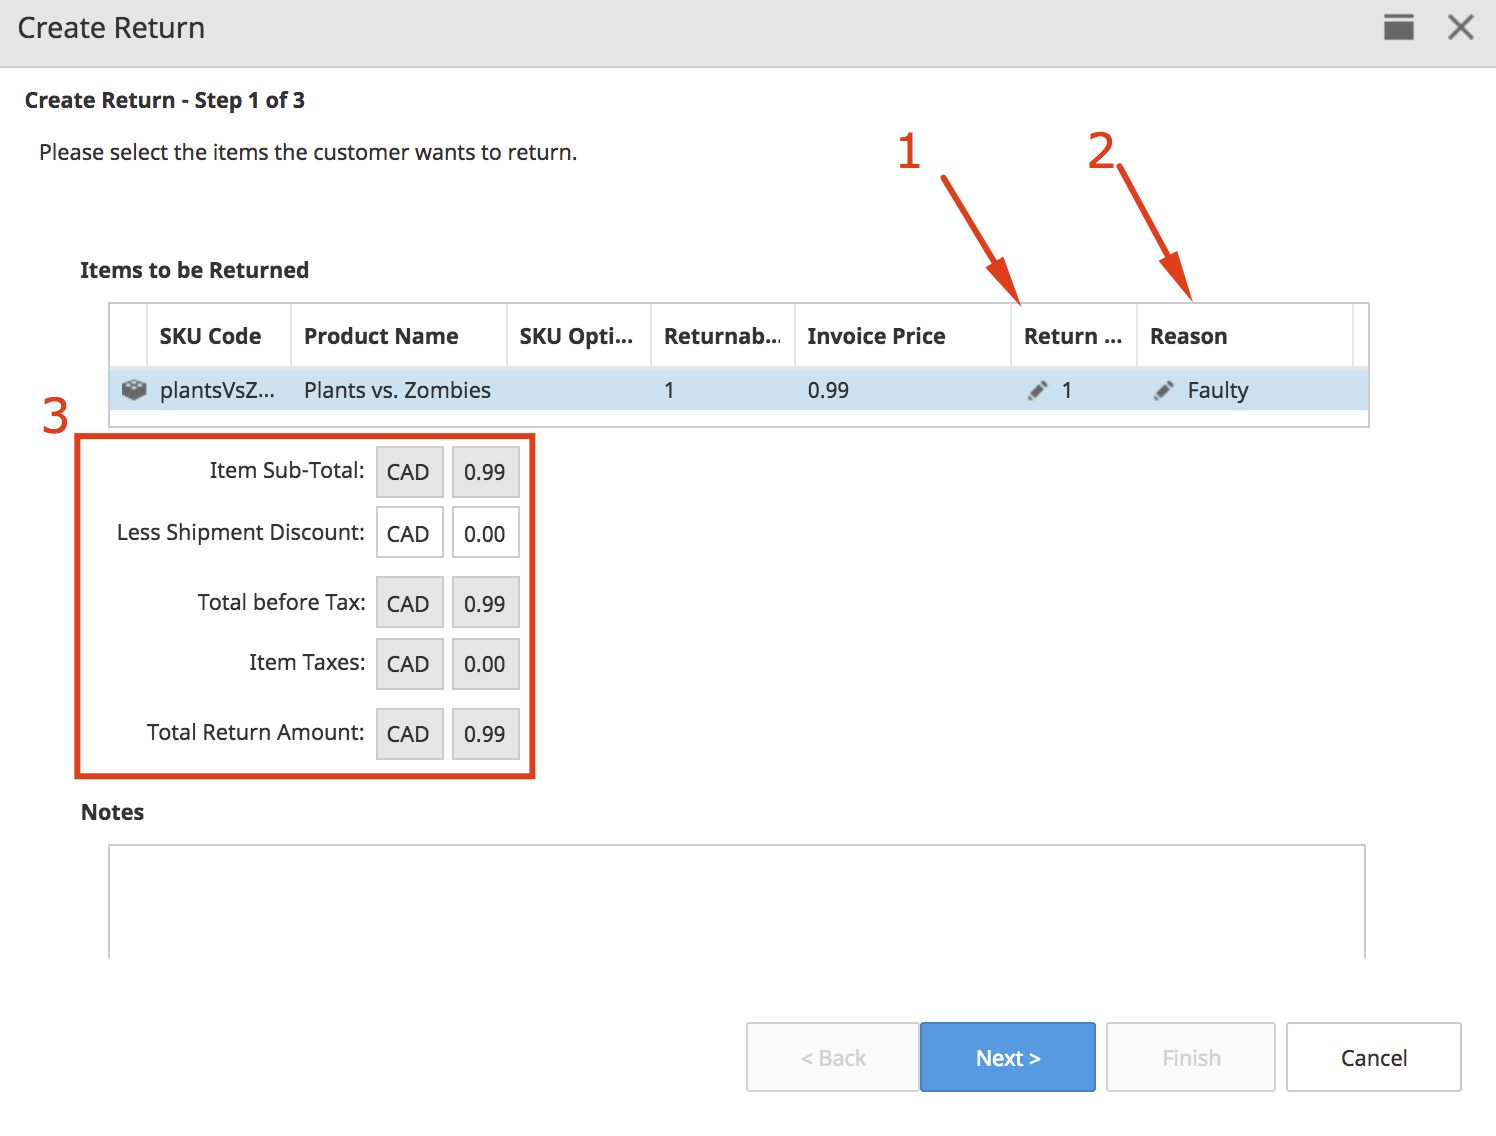 Create Return
Create Return - Step 1 of 3
Please select the items the customer wants to return.
1
2
Items to be Returned
SKU Code Product Name SKU Opti... Returnab... Invoice Price Return ... Reason
plantsVsZ... Plants vs. Zombies 1 0.99 1 Faulty
3
Item Sub-Total: CAD 0.99
Less Shipment Discount: CAD 0.00
Total before Tax: CAD 0.99
Item Taxes: CAD 0.00
Total Return Amount: CAD 0.99
Notes
< Back Next > Finish Cancel